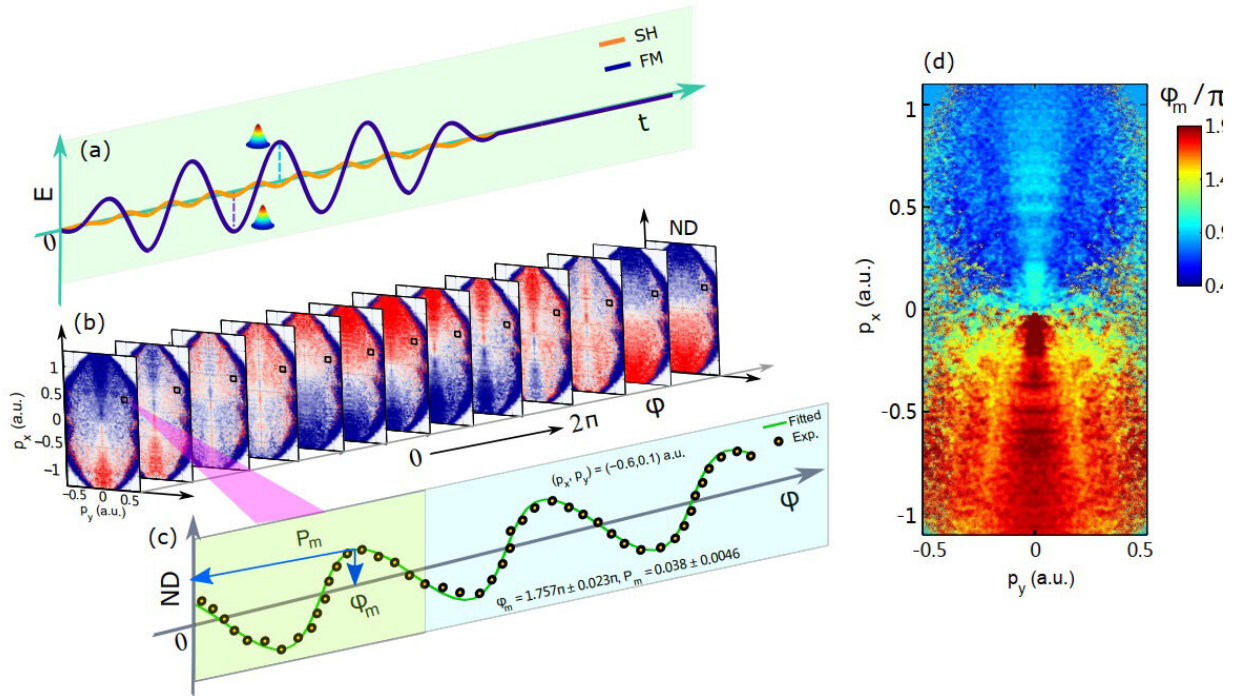 (a)
SH
FM
E
t
0
(b)
ND
1
0.5
0
−0.5
−1
p_x (a.u.)
−0.5 0 0.5
p_y (a.u.)
0
2π
φ
(c)
Fitted
Exp.
(p_x, p_y) = (−0.6,0.1) a.u.
P_m
φ_m
φ
ND
0
φ_m = 1.757π ± 0.023π, P_m = 0.038 ± 0.0046
(d)
φ_m /π
1.9
1.4
0.9
0.4
1
0.5
0
-0.5
-1
p_x (a.u.)
-0.5 0 0.5
p_y (a.u.)